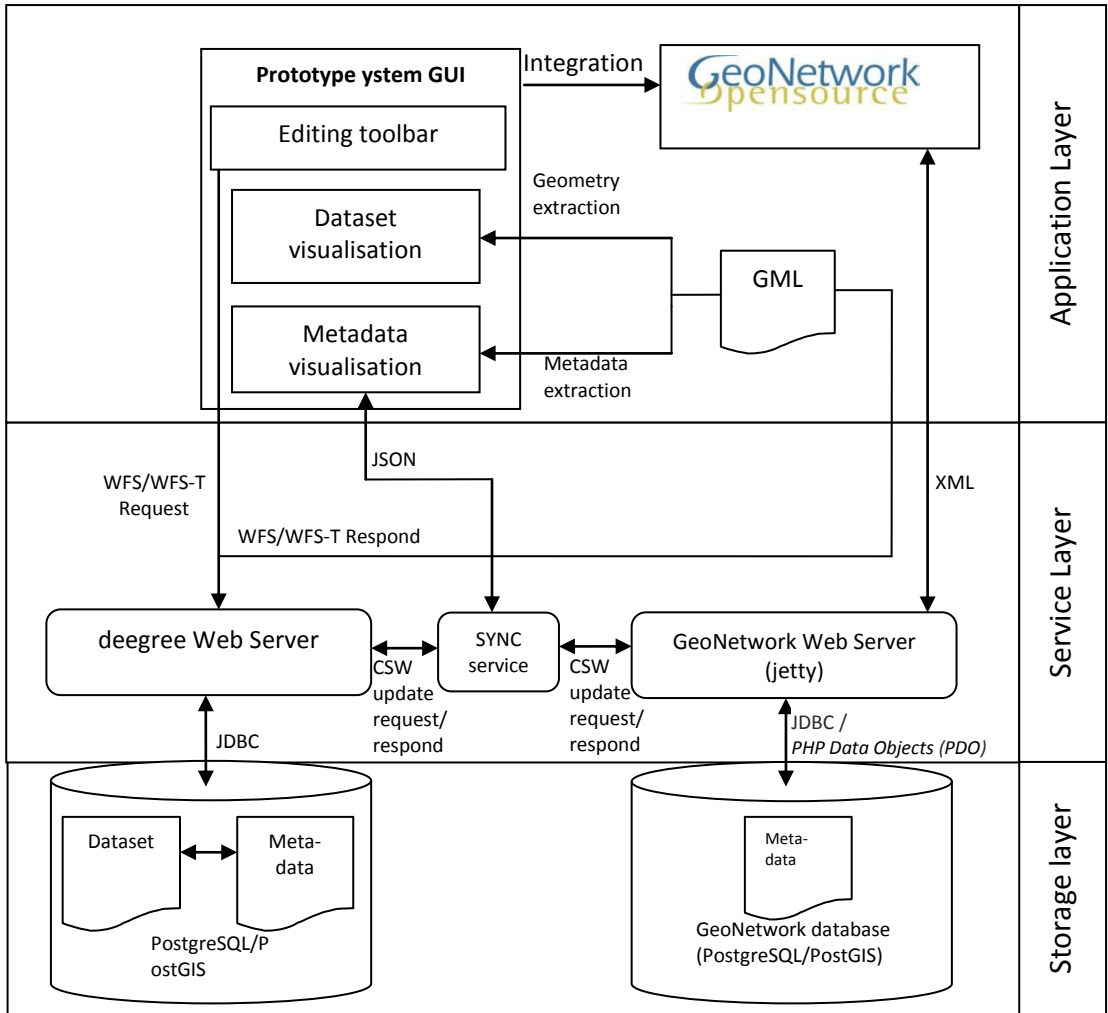 Prototype ystem GUI
Integration
GeoNetwork
Opensource
Editing toolbar
Geometry
extraction
Dataset
visualisation
GML
Metadata
visualisation
Metadata
extraction
Application Layer
JSON
WFS/WFS-T
Request
XML
WFS/WFS-T Respond
deegree Web Server
SYNC
service
GeoNetwork Web Server
(jetty)
CSW
update
request/
respond
CSW
update
request/
respond
JDBC
JDBC /
PHP Data Objects (PDO)
Service Layer
Dataset
Meta-
data
PostgreSQL/P
ostGIS
Meta-
data
GeoNetwork database
(PostgreSQL/PostGIS)
Storage layer